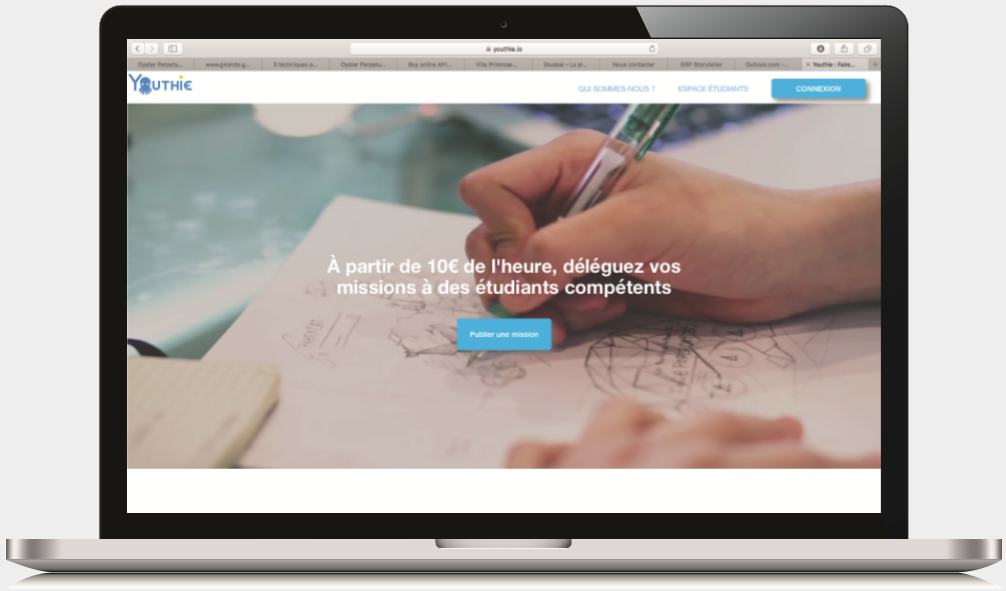 youthie.io
Oyster Perpetu... www.gironde.g... 5 techniques p... Oyster Perpetu... Buy online Afri... Villa Primrose... Studeal – La pl... Nous contacter DRP Storyteller Outlook.com -... Youthie : Faire...
YOUTHiE
QUI SOMMES-NOUS ? ESPACE ÉTUDIANTS CONNEXION
À partir de 10€ de l'heure, déléguez vos
missions à des étudiants compétents
Publier une mission